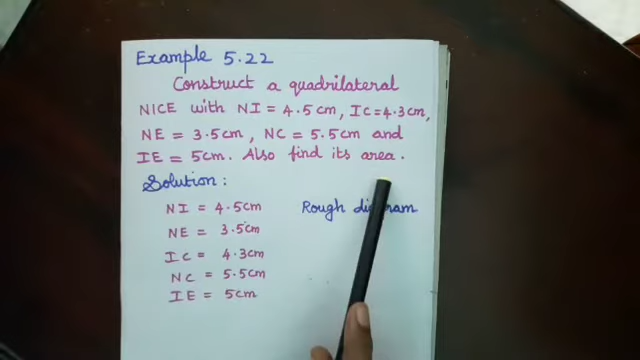 Example 5.22
Construct a quadrilateral
NICE with NI = 4.5cm, IC=4.3cm,
NE = 3.5cm, NC = 5.5cm and
IE = 5cm. Also find its area.
Solution:
NI = 4.5cm
Rough diagram
NE = 3.5cm
IC = 4.3cm
NC = 5.5cm
IE = 5cm